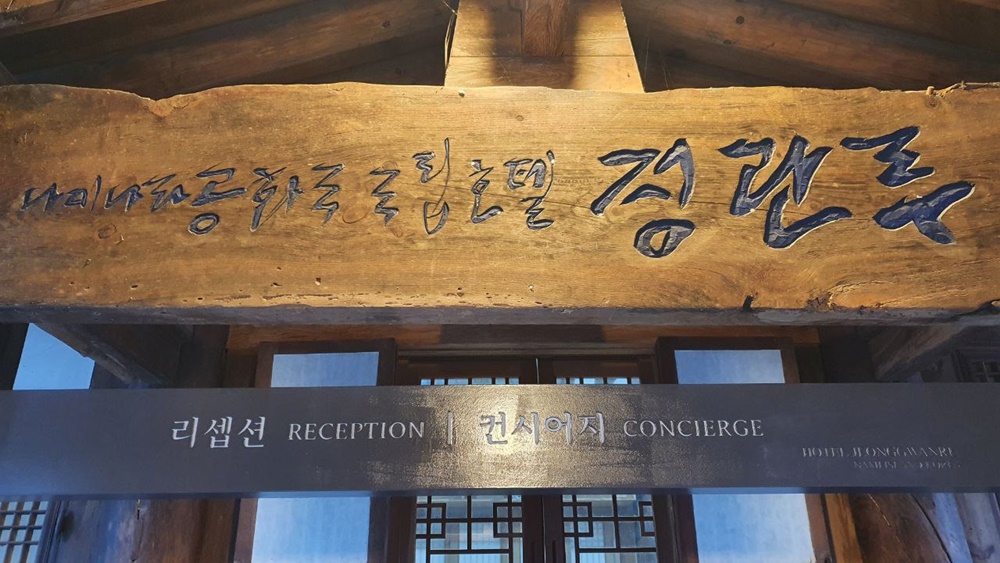 나미나라공화국 국립호텔 정관루
리셉션 RECEPTION | 컨시어지 CONCIERGE
HOTEL JEONGGWANRU